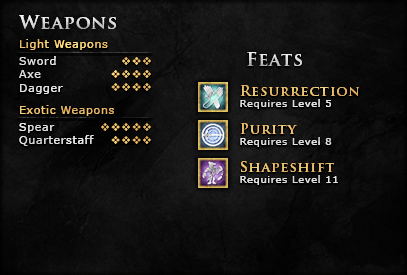 WEAPONS
Light Weapons
Sword
Axe
Dagger
Exotic Weapons
Spear
Quarterstaff
FEATS
RESURRECTION
Requires Level 5
PURITY
Requires Level 8
SHAPESHIFT
Requires Level 11